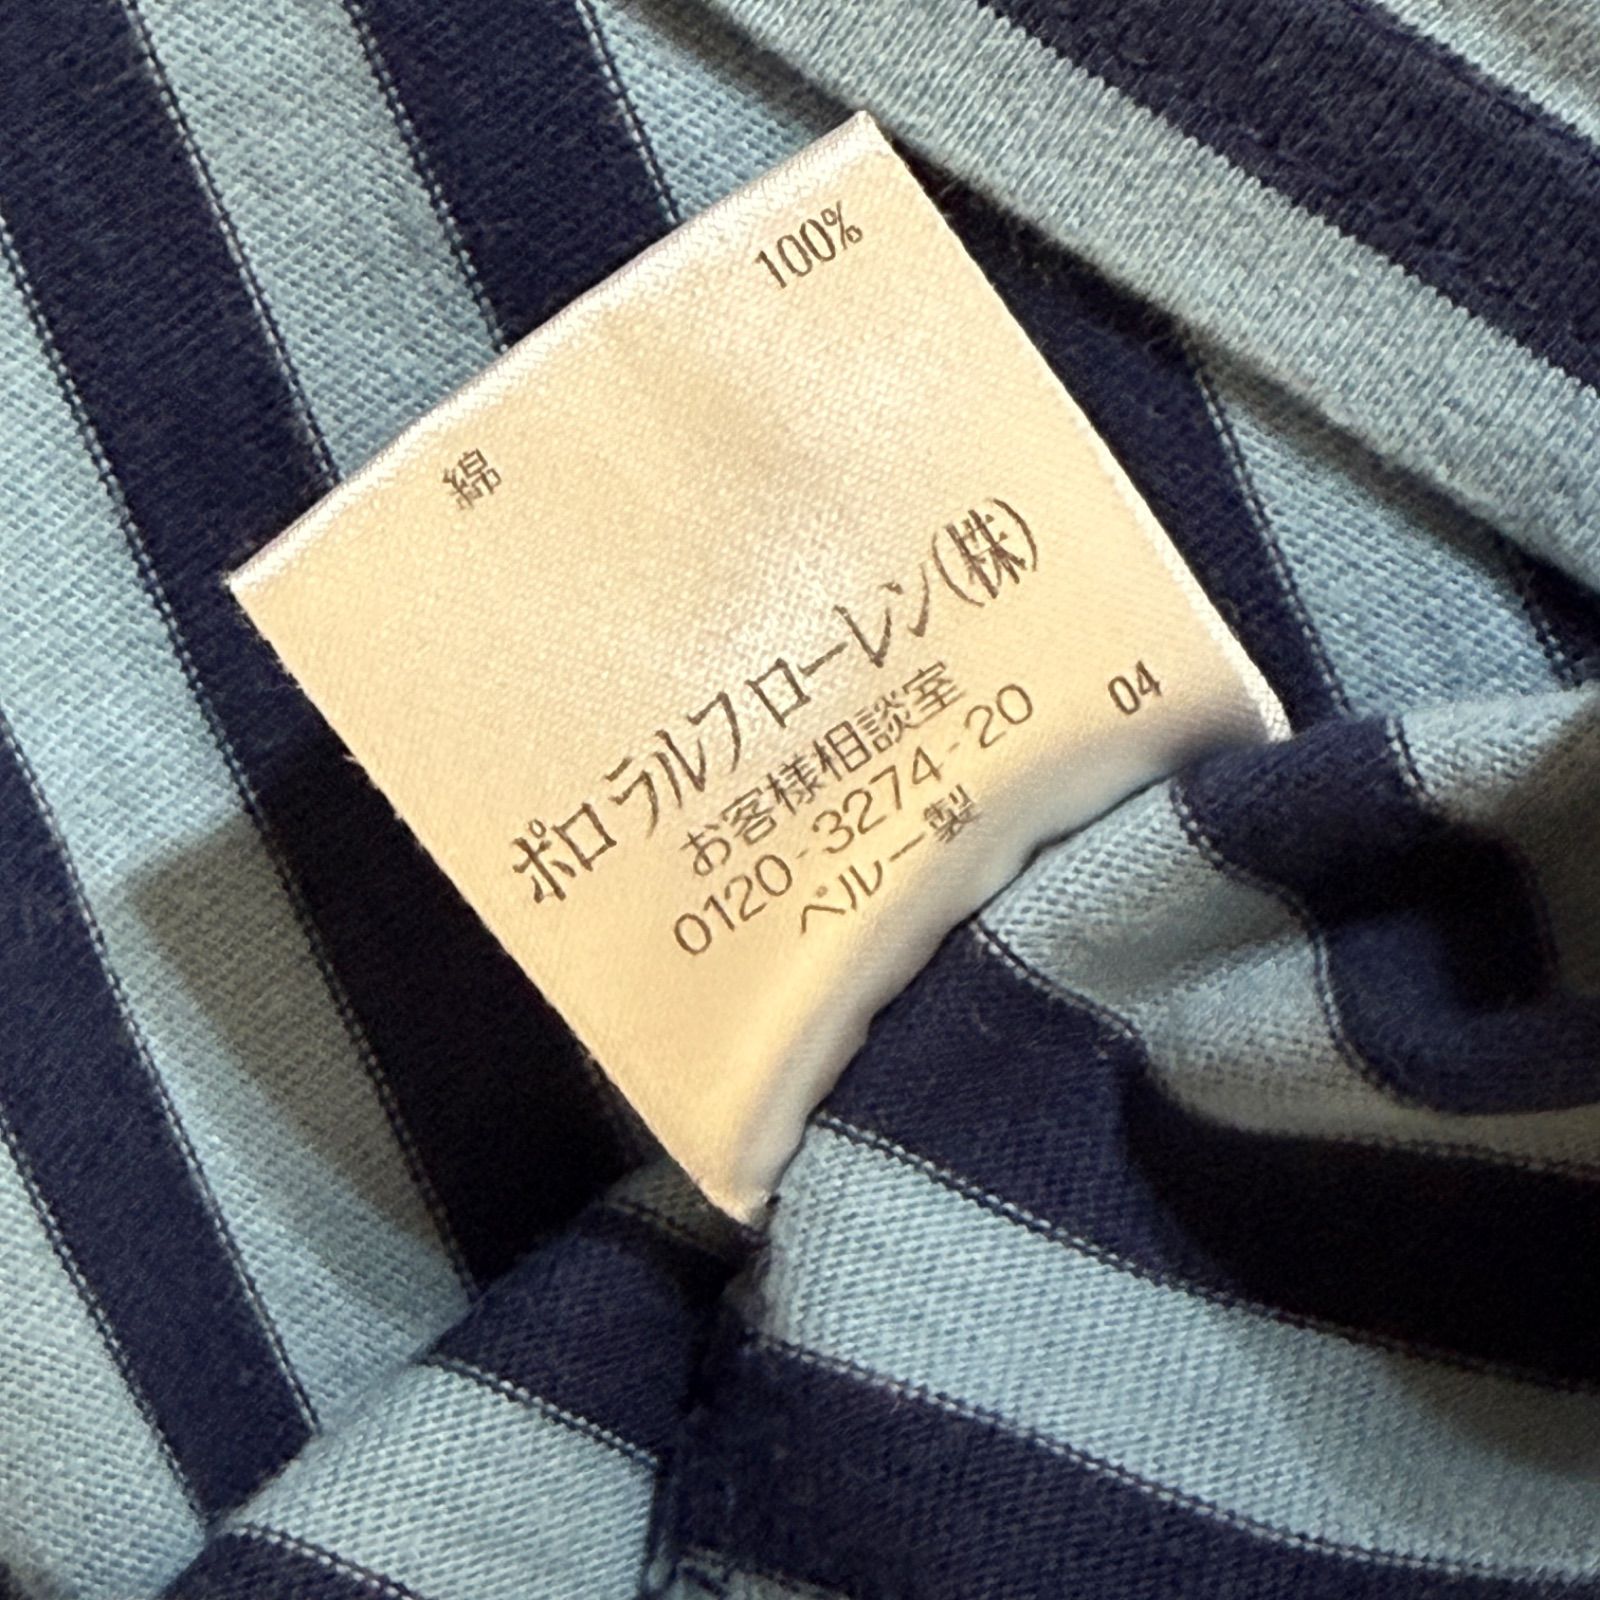 綿 100%
ポロ ラルフ ローレン(株)
お客様相談室
0120-3274-20 04
ペルー製